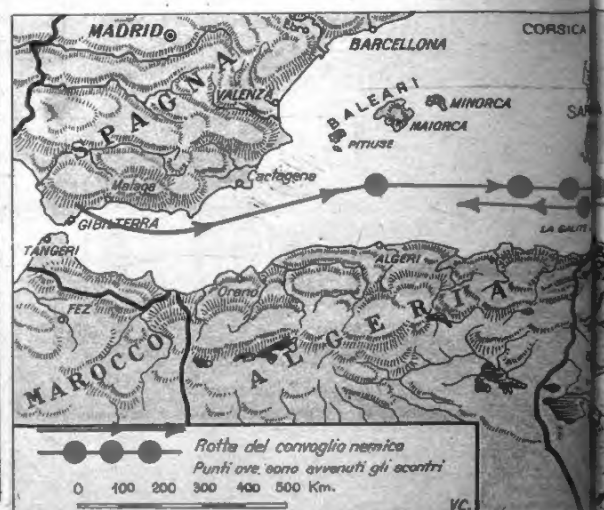 MADRID
BARCELLONA
CORSICA
SPAGNA
VALENZA
BALEARI
MINORCA
MAIORCA
PITIUSE
Cartagena
Malaga
GIBILTERRA
TANGERI
LA GALITE
ALGERI
Orano
FEZ
MAROCCO
ALGERIA
Rotta del convoglio nemico
Punti ove sono avvenuti gli scontri
0 100 200 300 400 500 Km.
VC.